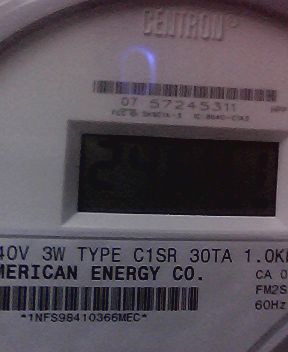 CENTRON®
07 57245311
40V 3W TYPE C1SR 30TA 1.0K
MERICAN ENERGY CO.
CA 0
FM2S
60Hz
*1NFS98410366MEC*